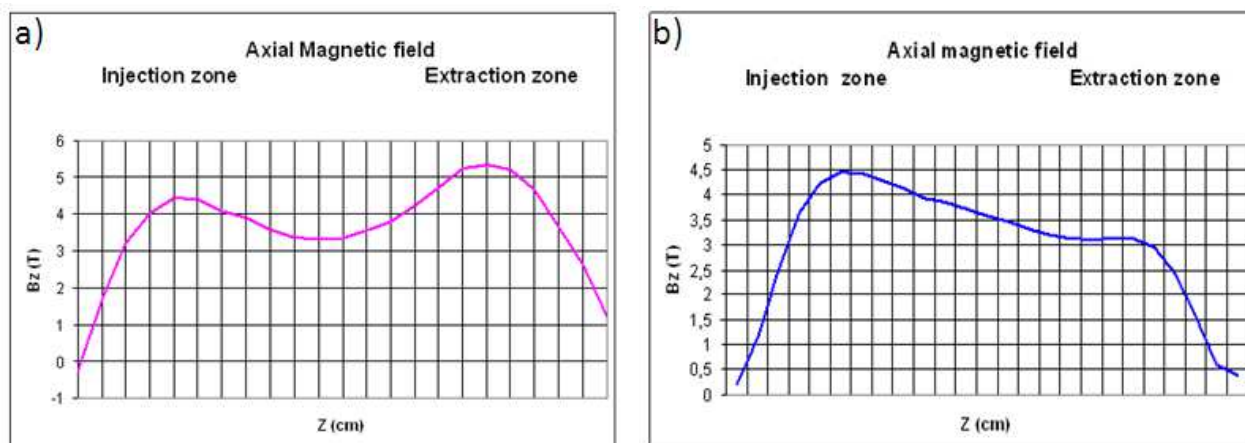 a)
Axial Magnetic field
Injection zone
Extraction zone
6
5
4
3
2
1
0
-1
Bz (T)
Z (cm)
b)
Axial magnetic field
Injection zone
Extraction zone
5
4,5
4
3,5
3
2,5
2
1,5
1
0,5
0
Bz (T)
Z (cm)